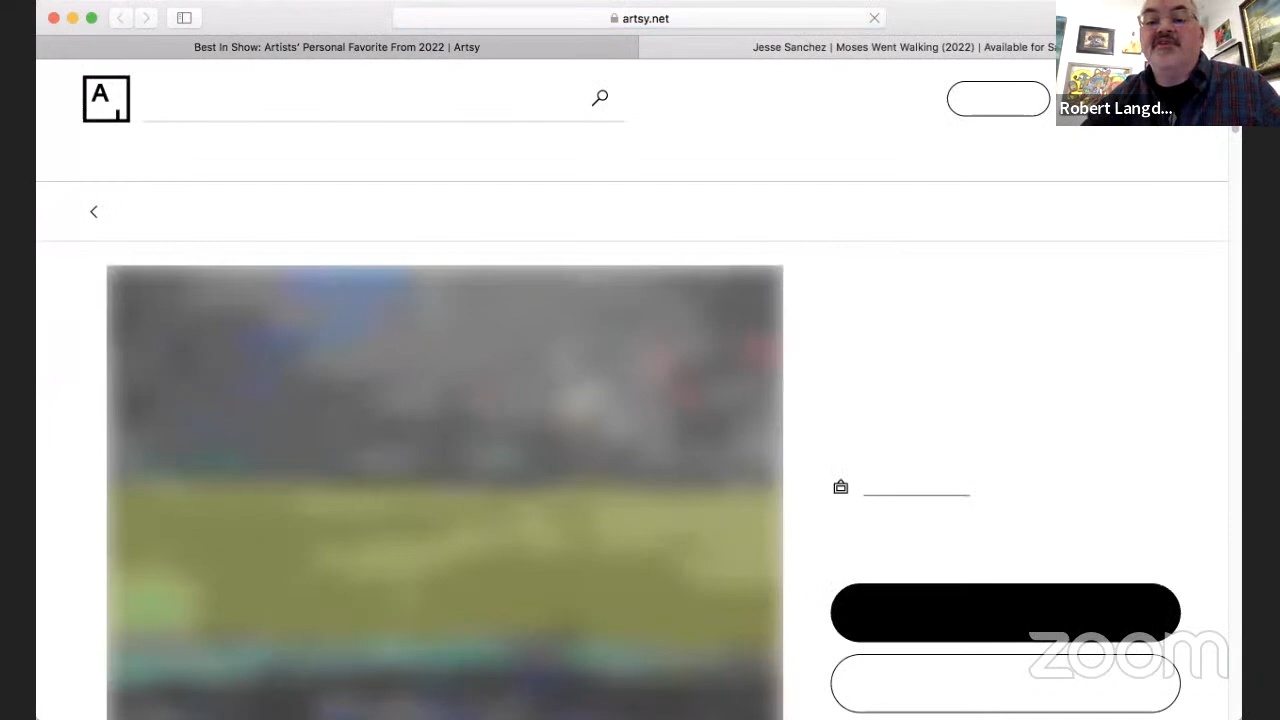 artsy.net
Best In Show: Artists' Personal Favorite From 2022 | Artsy
Jesse Sanchez | Moses Went Walking (2022) | Available for Sa
A
Robert Langd...
zoom